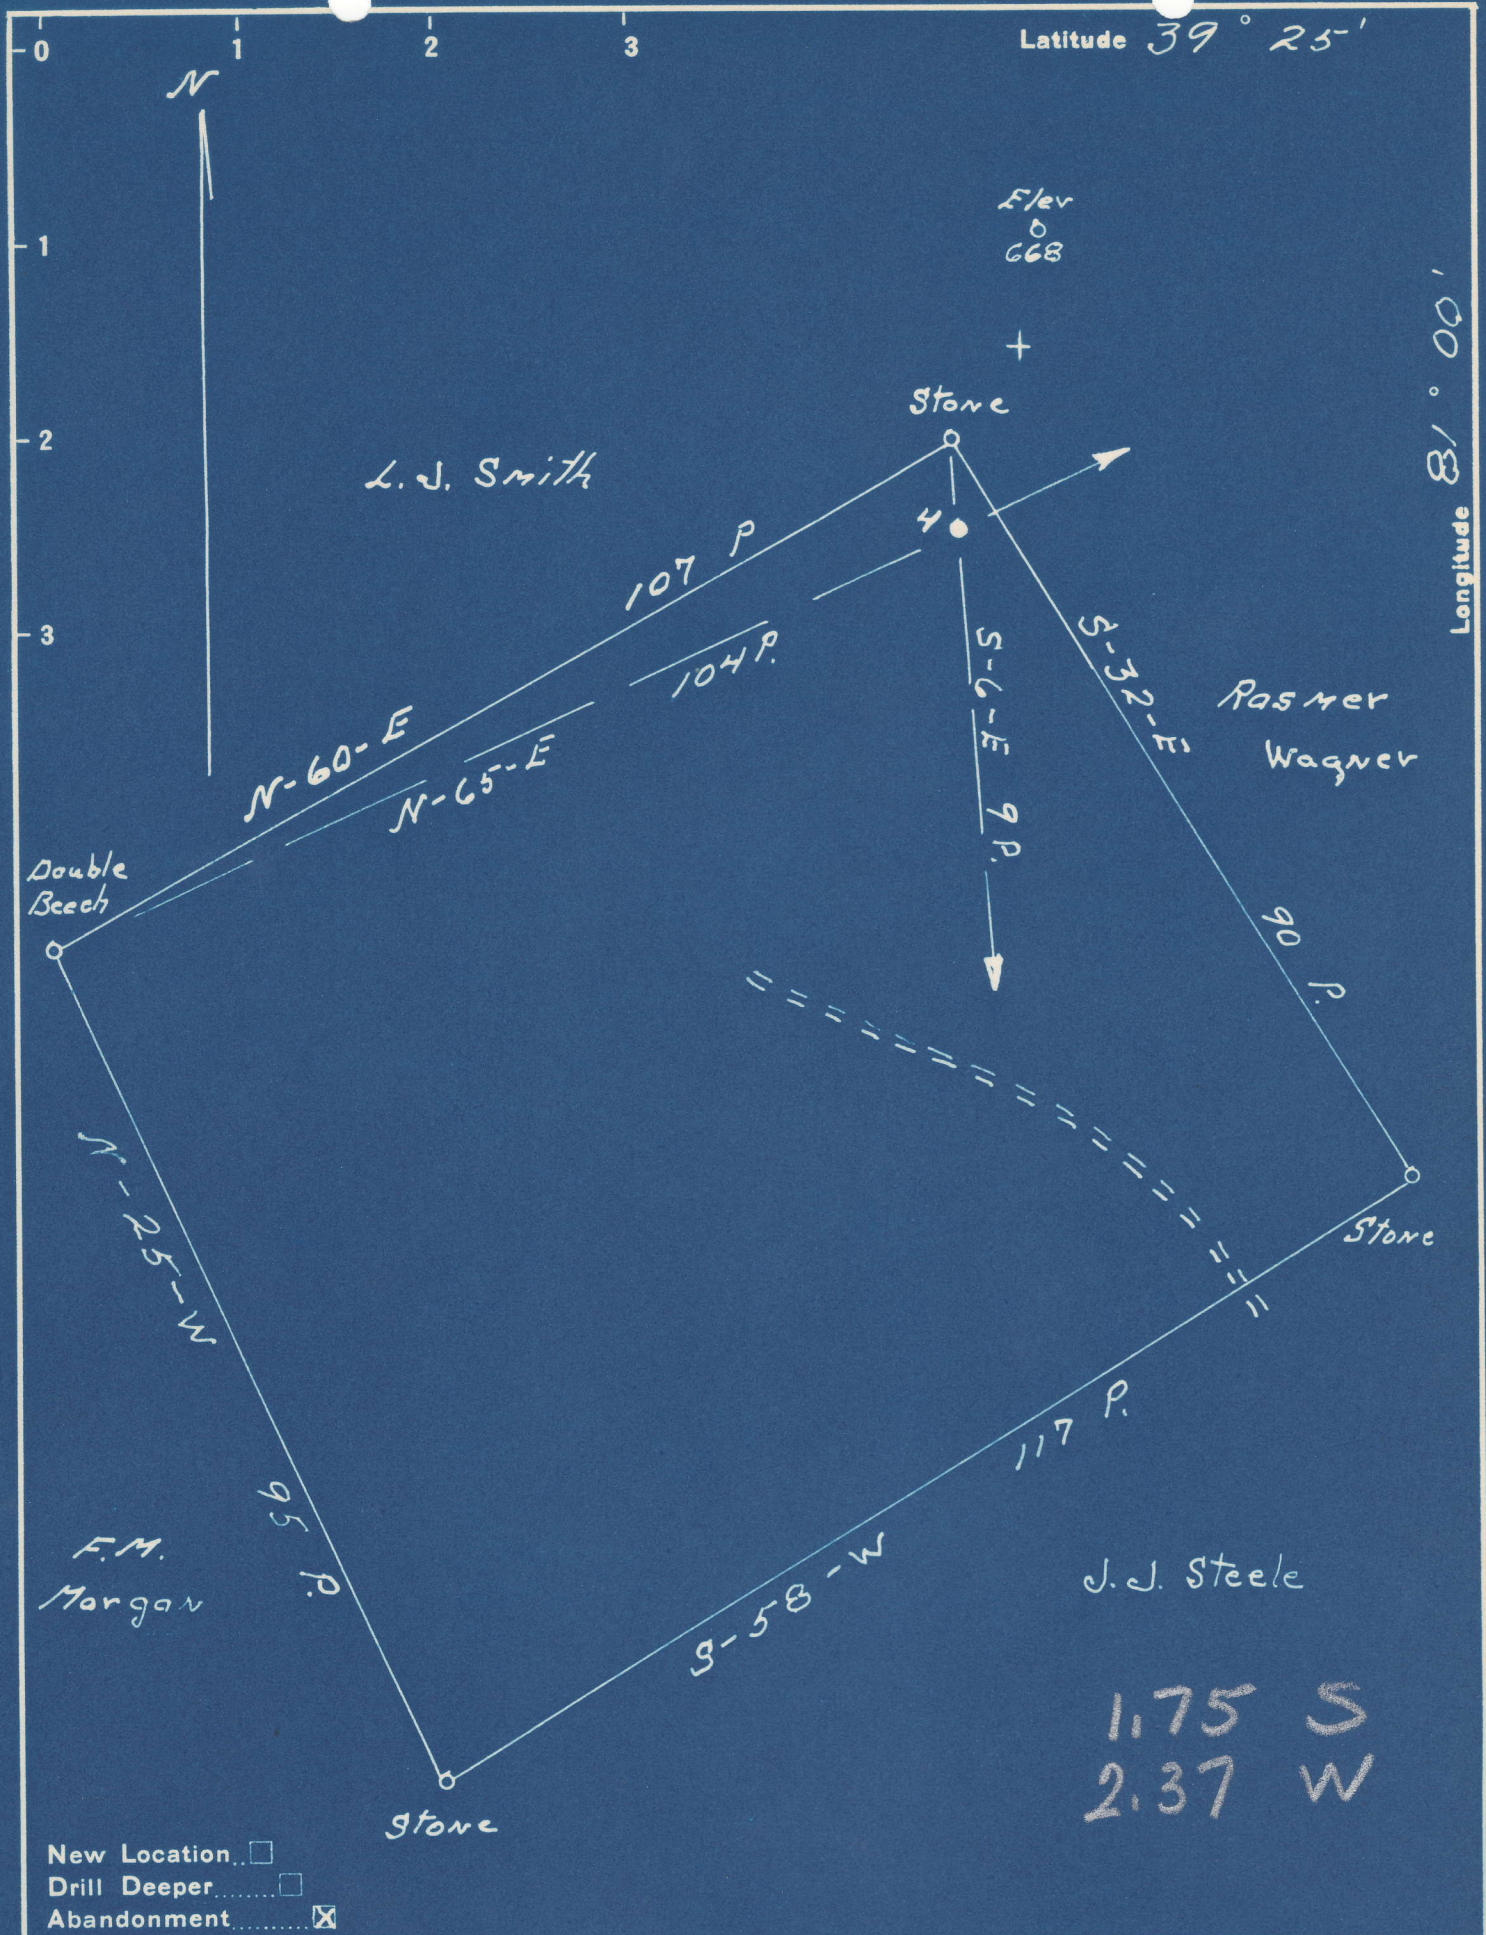 0 1 2 3
Latitude 39° 25'
N
Elev
668
1
Longitude 81° 00'
Stone
2
L. J. Smith
4
107 P
3
104 P.
S-6-E 9 P.
S-32-E
90 P.
Rasmer
Wagner
N-60-E
N-65-E
Double
Beech
N-25-W
95 P.
Stone
117 P.
S-58-W
F.M.
Morgan
J.J. Steele
1.75 S
2.37 W
Stone
New Location
Drill Deeper
Abandonment X